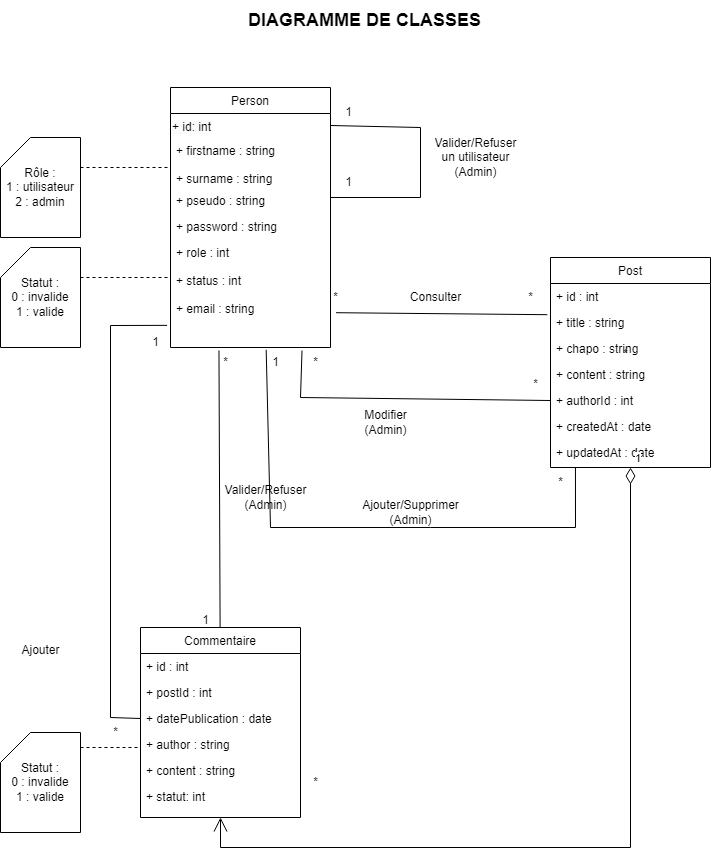 DIAGRAMME DE CLASSES
Person
+ id: int
+ firstname : string
+ surname : string
+ pseudo : string
+ password : string
+ role : int
+ status : int
+ email : string
Rôle :
1 : utilisateur
2 : admin
Statut :
0 : invalide
1 : valide
1
1
Valider/Refuser
un utilisateur
(Admin)
*
Consulter
*
Post
+ id : int
+ title : string
+ chapo : string
+ content : string
+ authorId : int
+ createdAt : date
+ updatedAt : date
1
1
*
1
*
*
Modifier
(Admin)
*
Valider/Refuser
(Admin)
Ajouter/Supprimer
(Admin)
1
Ajouter
Commentaire
+ id : int
+ postId : int
+ datePublication : date
+ author : string
+ content : string
+ statut: int
*
Statut :
0 : invalide
1 : valide
*